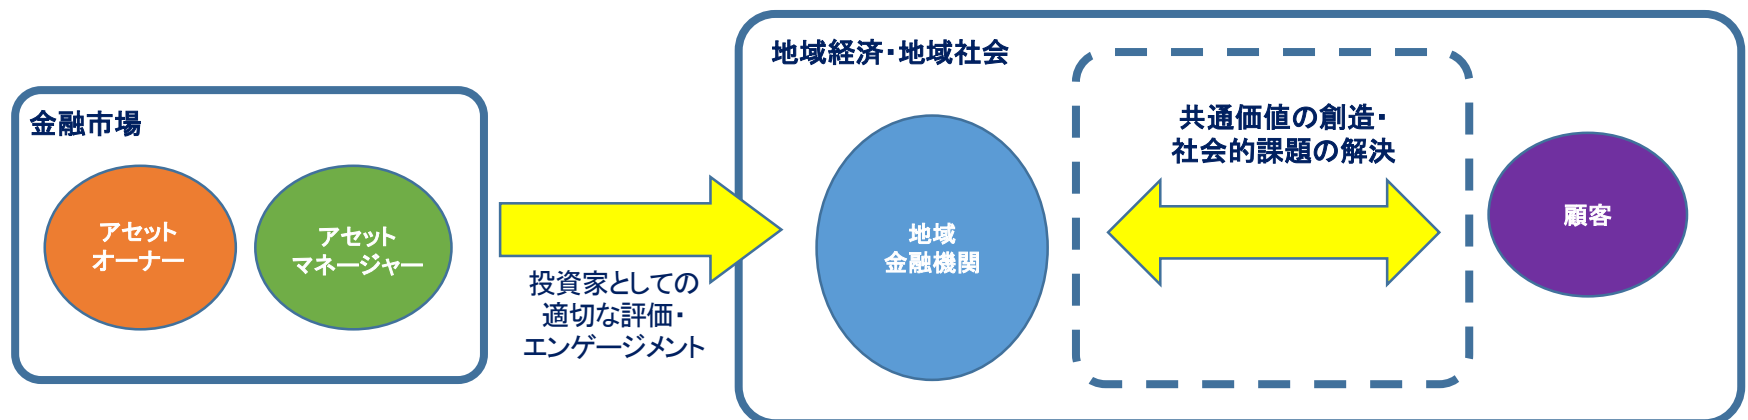 金融市場
アセット
オーナー
アセット
マネージャー
投資家としての
適切な評価・
エンゲージメント
地域経済・地域社会
地域
金融機関
共通価値の創造・
社会的課題の解決
顧客